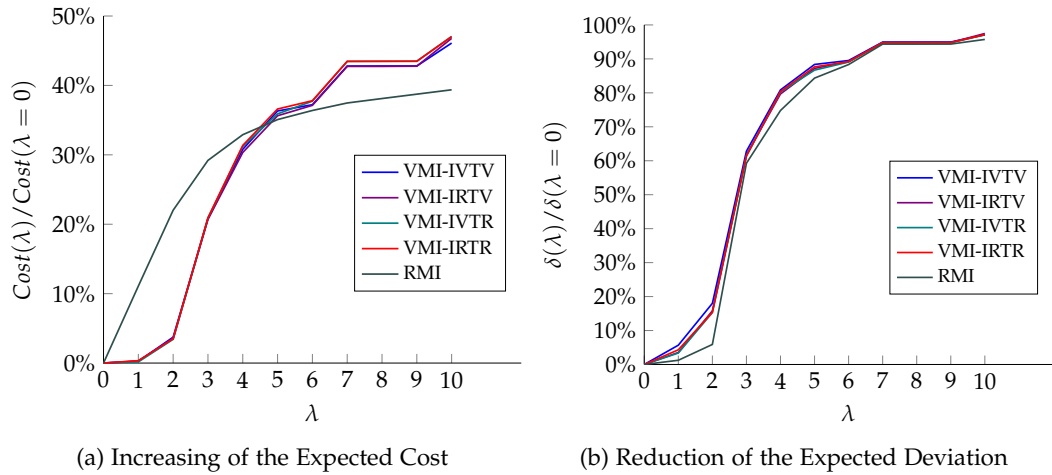 50%
40%
30%
20%
10%
0%
Cost(λ)/Cost(λ = 0)
VMI-IVTV
VMI-IRTV
VMI-IVTR
VMI-IRTR
RMI
0 1 2 3 4 5 6 7 8 9 10
λ
(a) Increasing of the Expected Cost
100%
90%
80%
70%
60%
50%
40%
30%
20%
10%
0%
δ(λ)/δ(λ = 0)
VMI-IVTV
VMI-IRTV
VMI-IVTR
VMI-IRTR
RMI
0 1 2 3 4 5 6 7 8 9 10
λ
(b) Reduction of the Expected Deviation